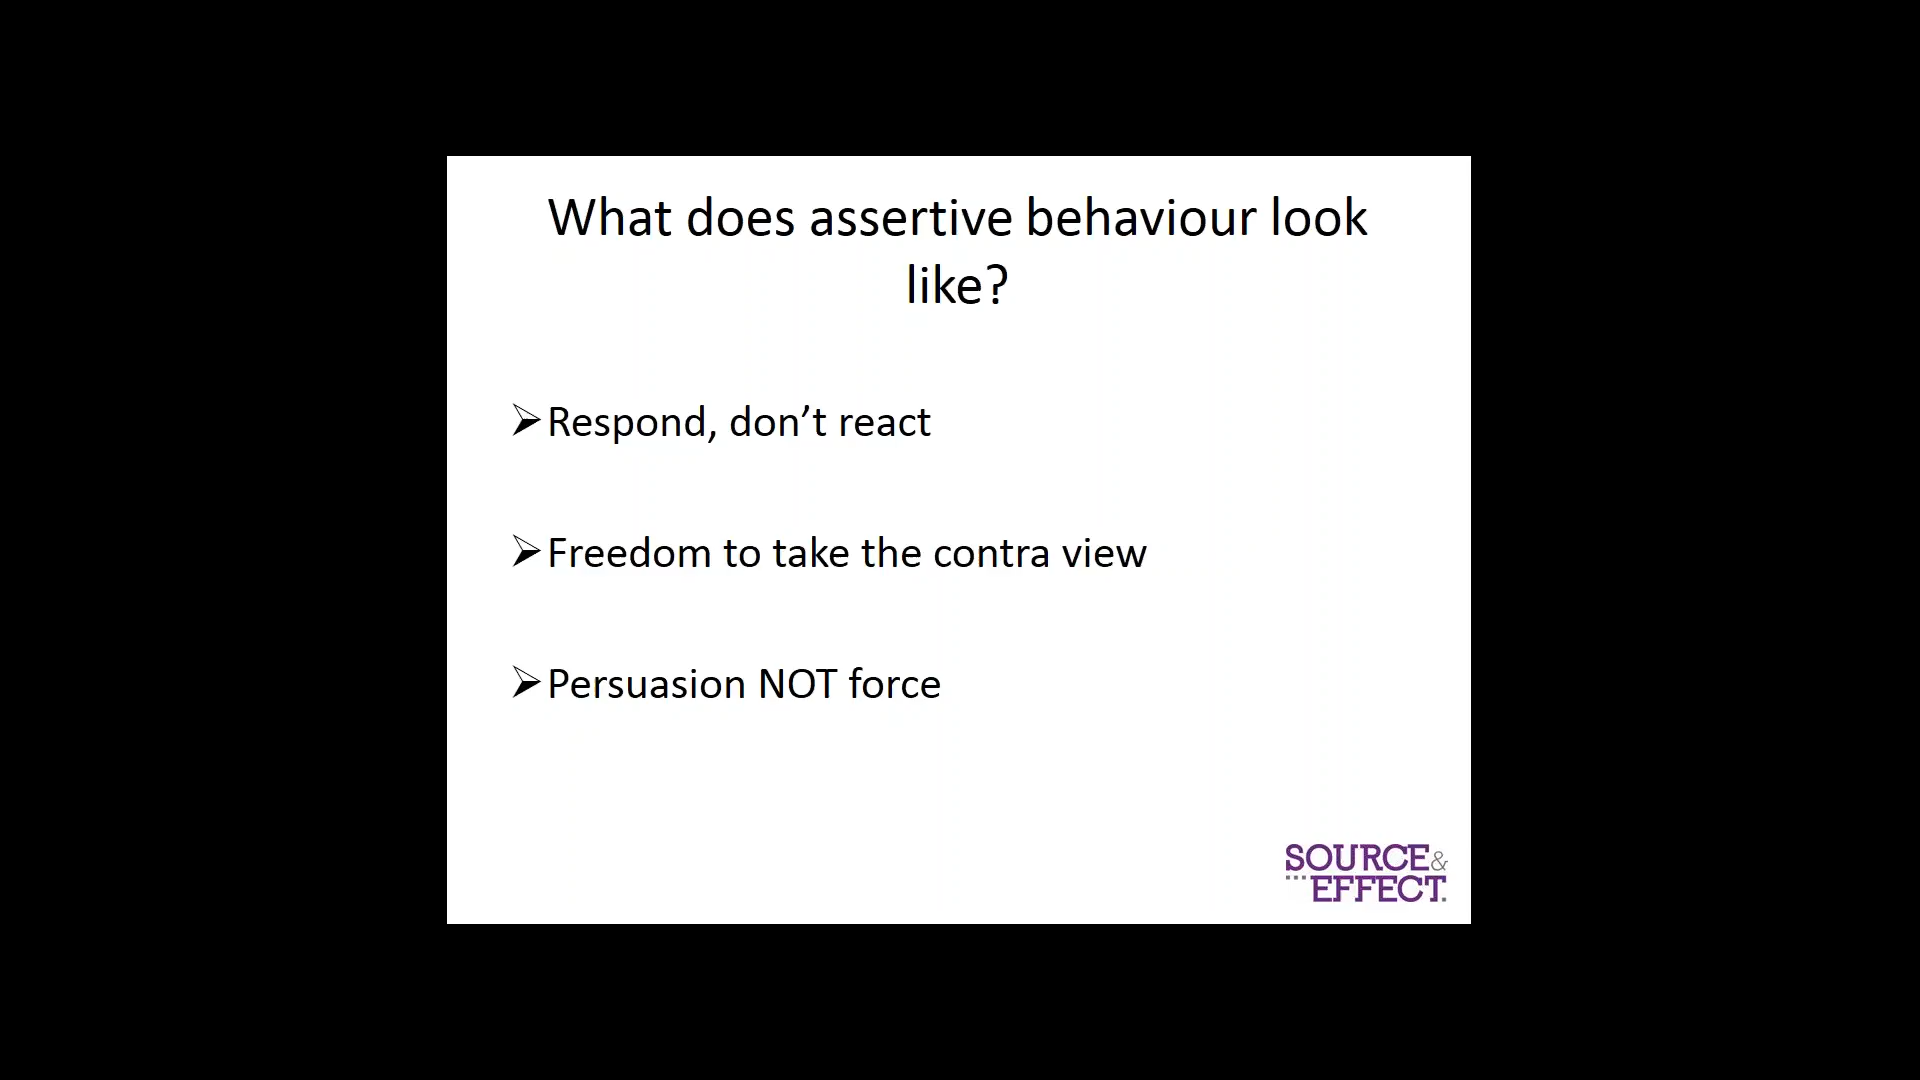 What does assertive behaviour look
like?
➢Respond, don’t react
➢Freedom to take the contra view
➢Persuasion NOT force
SOURCE&
EFFECT.